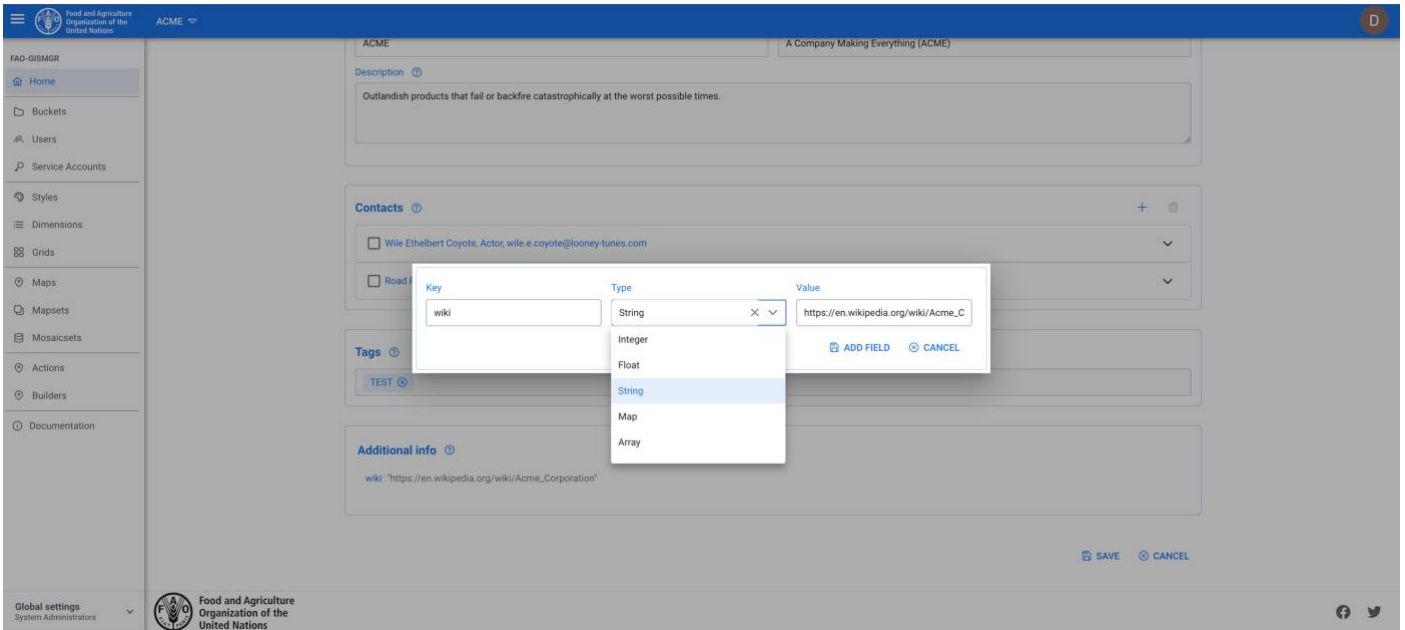 Food and Agriculture
Organization of the
United Nations
ACME
D
FAO-GISMGR
Home
Buckets
Users
Service Accounts
Styles
Dimensions
Grids
Maps
Mapsets
Mosaicsets
Actions
Builders
Documentation
Global settings
System Administrators
ACME
A Company Making Everything (ACME)
Description
Outlandish products that fail or backfire catastrophically at the worst possible times.
Contacts
Wile Ethelbert Coyote, Actor, wile.e.coyote@looney-tunes.com
Road
Key
Type
Value
wiki
String
https://en.wikipedia.org/wiki/Acme_C
Integer
Float
String
Map
Array
ADD FIELD
CANCEL
Tags
TEST
Additional info
wiki: "https://en.wikipedia.org/wiki/Acme_Corporation"
SAVE
CANCEL
Food and Agriculture
Organization of the
United Nations